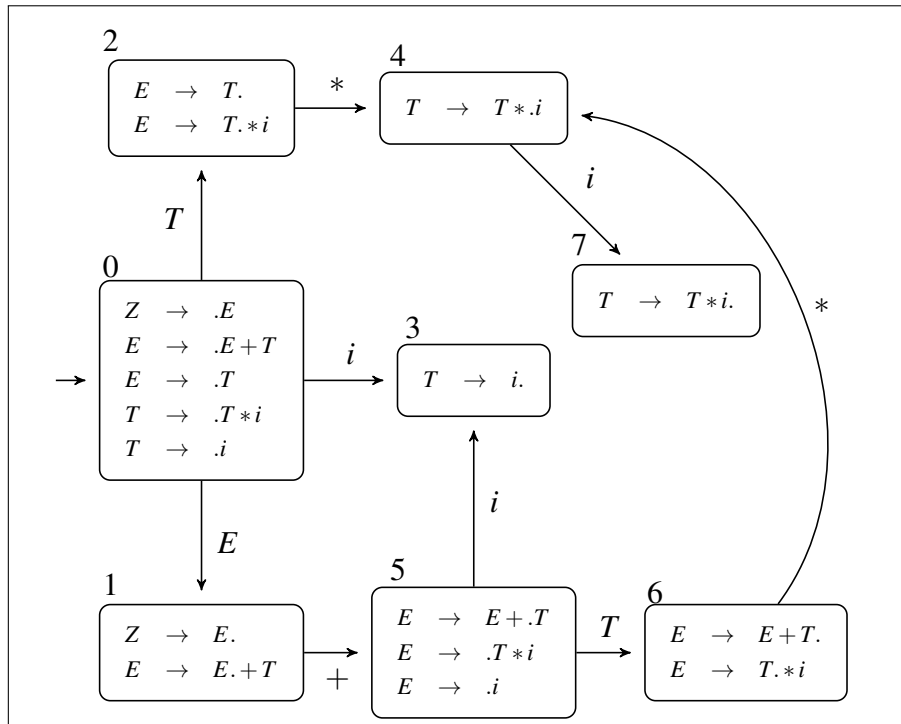 2
E → T.
E → T. * i
*
4
T → T * .i
i
T
7
T → T * i.
*
0
Z → .E
E → .E + T
E → .T
T → .T * i
T → .i
i
3
T → i.
E
i
1
Z → E.
E → E. + T
+
5
E → E + .T
E → .T * i
E → .i
T
6
E → E + T.
E → T. * i